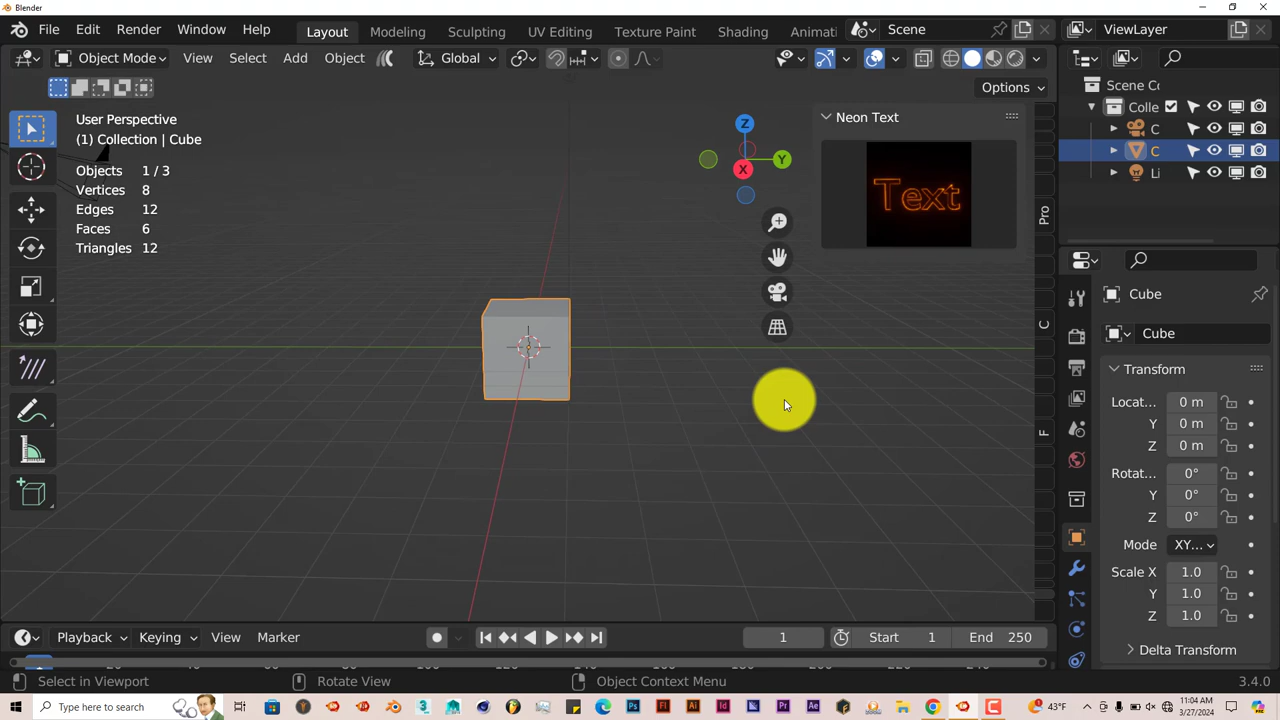 Blender
File Edit Render Window Help Layout Modeling Sculpting UV Editing Texture Paint Shading Animati Scene ViewLayer
Object Mode View Select Add Object Global
Options
User Perspective
(1) Collection | Cube
Objects 1 / 3
Vertices 8
Edges 12
Faces 6
Triangles 12
Neon Text
Text
Z
Y
X
Pro
C
F
Scene Cc
Colle
C
C
Li
Cube
Cube
Transform
Locat... 0 m
Y 0 m
Z 0 m
Rotat... 0°
Y 0°
Z 0°
Mode XY...
Scale X 1.0
Y 1.0
Z 1.0
Delta Transform
Playback Keying View Marker 1 Start 1 End 250
Select in Viewport Rotate View Object Context Menu 3.4.0
Type here to search 43°F 11:04 AM
3/27/2024